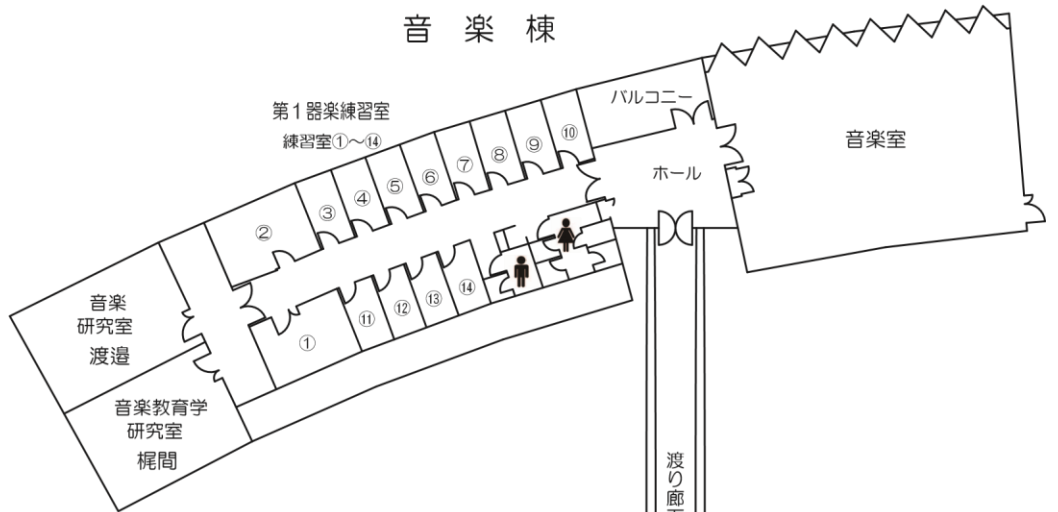 音楽棟
第1器楽練習室
練習室①~⑭
バルコニー
音楽室
ホール
⑩
⑨
⑧
⑦
⑥
⑤
④
③
②
①
⑪
⑫
⑬
⑭
音楽
研究室
渡邉
音楽教育学
研究室
梶間
渡り廊